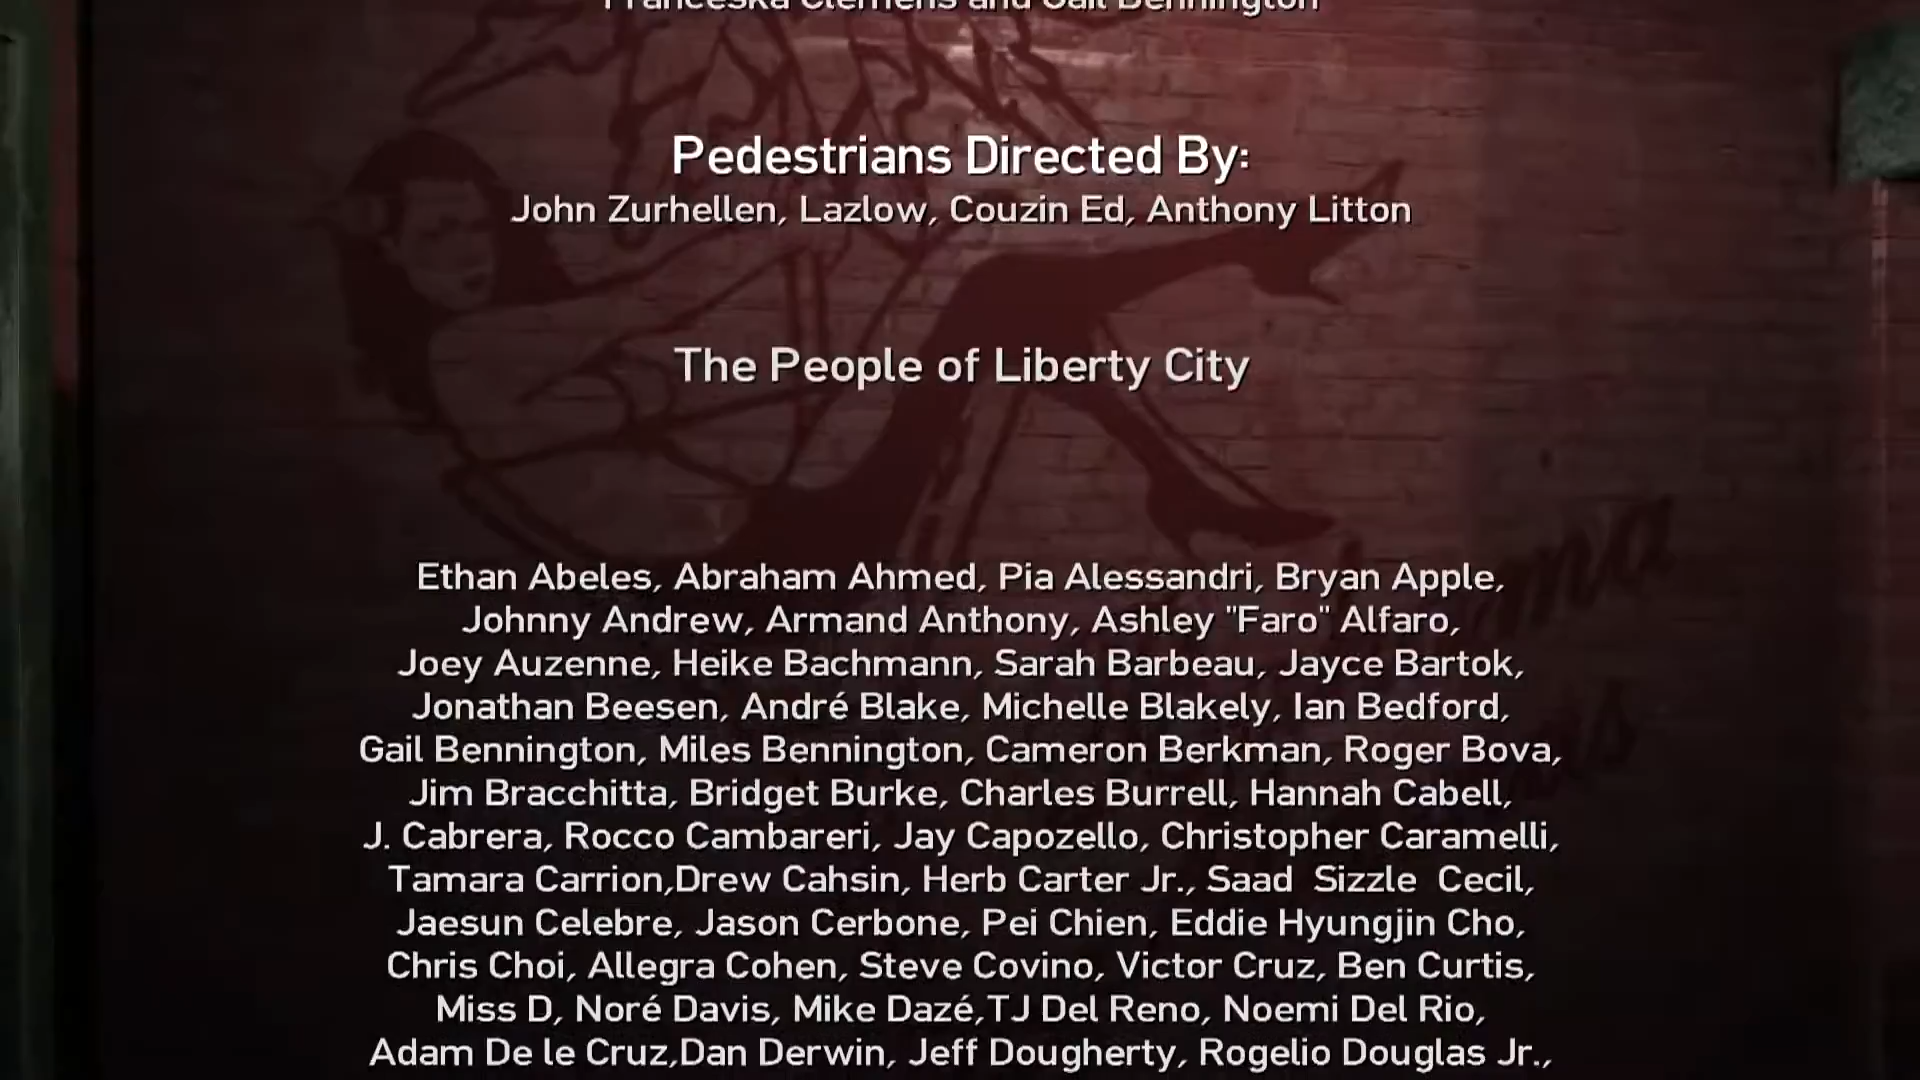 Franceska Clemens and Gail Bennington
Pedestrians Directed By:
John Zurhellen, Lazlow, Couzin Ed, Anthony Litton
The People of Liberty City
Ethan Abeles, Abraham Ahmed, Pia Alessandri, Bryan Apple,
Johnny Andrew, Armand Anthony, Ashley "Faro" Alfaro,
Joey Auzenne, Heike Bachmann, Sarah Barbeau, Jayce Bartok,
Jonathan Beesen, André Blake, Michelle Blakely, Ian Bedford,
Gail Bennington, Miles Bennington, Cameron Berkman, Roger Bova,
Jim Bracchitta, Bridget Burke, Charles Burrell, Hannah Cabell,
J. Cabrera, Rocco Cambareri, Jay Capozello, Christopher Caramelli,
Tamara Carrion,Drew Cahsin, Herb Carter Jr., Saad  Sizzle  Cecil,
Jaesun Celebre, Jason Cerbone, Pei Chien, Eddie Hyungjin Cho,
Chris Choi, Allegra Cohen, Steve Covino, Victor Cruz, Ben Curtis,
Miss D, Noré Davis, Mike Dazé,TJ Del Reno, Noemi Del Rio,
Adam De le Cruz,Dan Derwin, Jeff Dougherty, Rogelio Douglas Jr.,